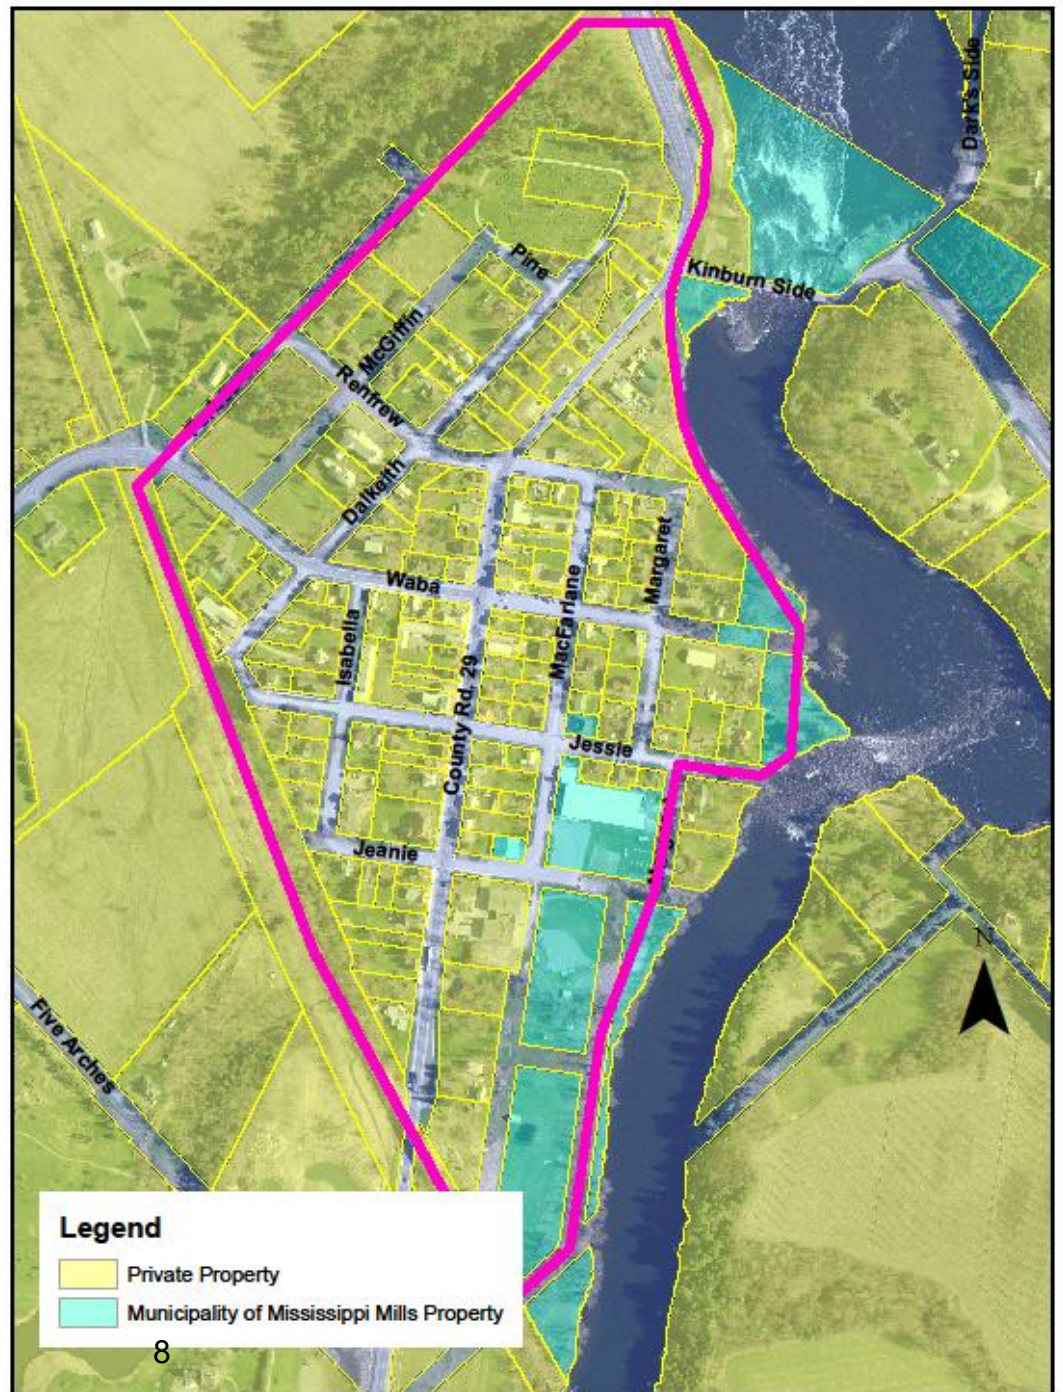 Dark's Side
Pine
Kinburn Side
McGiffin
Renfrew
Dalkeith
Waba
MacFarlane
Margaret
Isabella
County Rd. 29
Jessie
Jeanie
N
Five Arches
Legend
Private Property
Municipality of Mississippi Mills Property
8